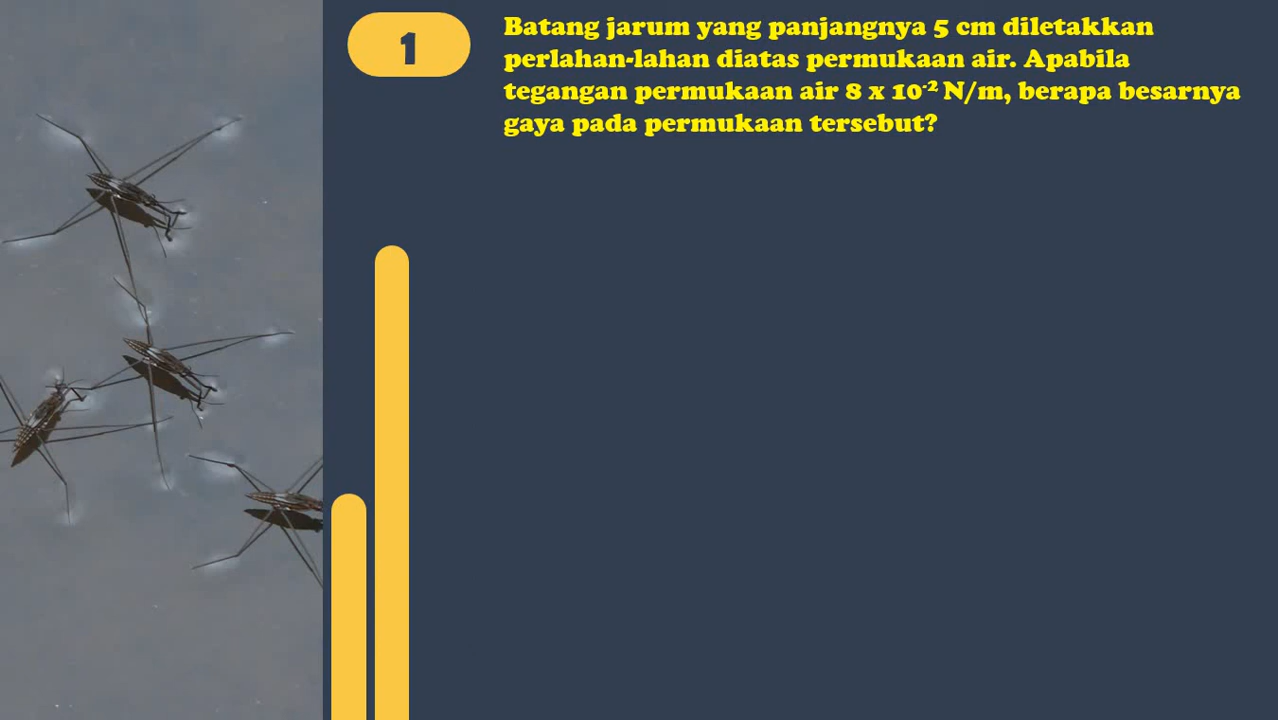 1
Batang jarum yang panjangnya 5 cm diletakkan
perlahan-lahan diatas permukaan air. Apabila
tegangan permukaan air 8 x 10⁻² N/m, berapa besarnya
gaya pada permukaan tersebut?